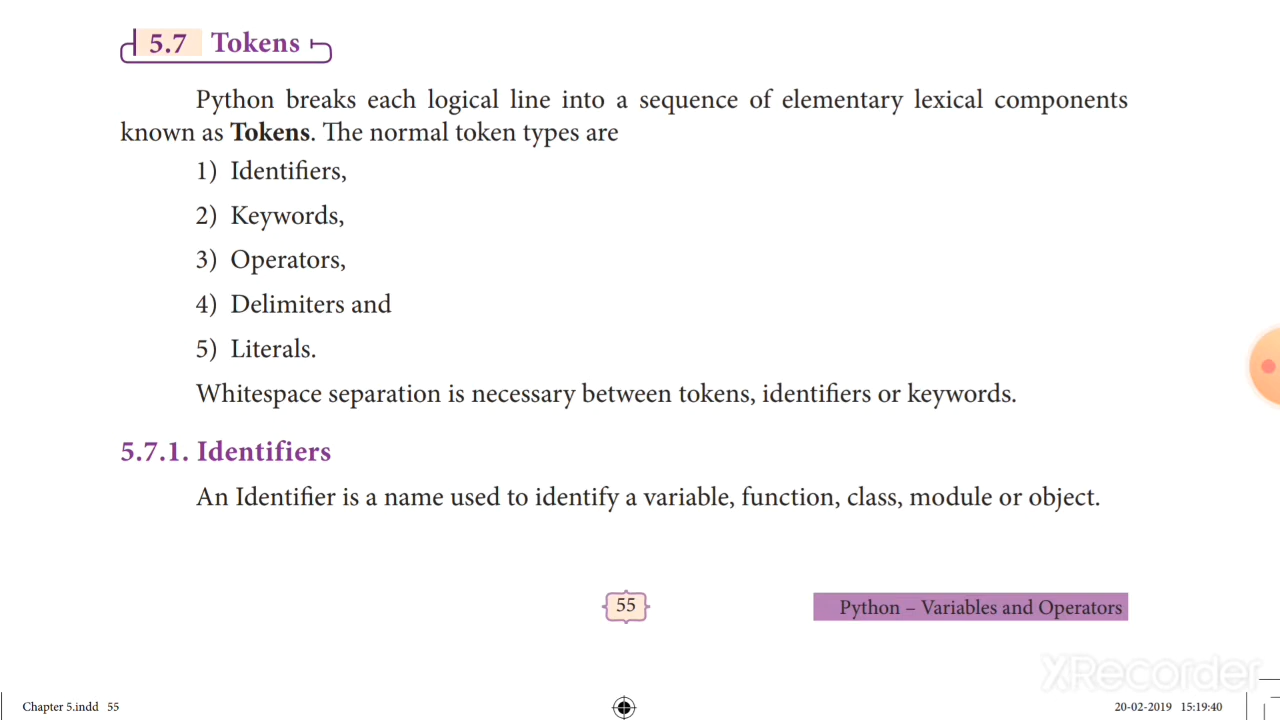 5.7 Tokens
Python breaks each logical line into a sequence of elementary lexical components
known as Tokens. The normal token types are
1) Identifiers,
2) Keywords,
3) Operators,
4) Delimiters and
5) Literals.
Whitespace separation is necessary between tokens, identifiers or keywords.
5.7.1. Identifiers
An Identifier is a name used to identify a variable, function, class, module or object.
55
Python – Variables and Operators
XRecorder
Chapter 5.indd 55
20-02-2019 15:19:40